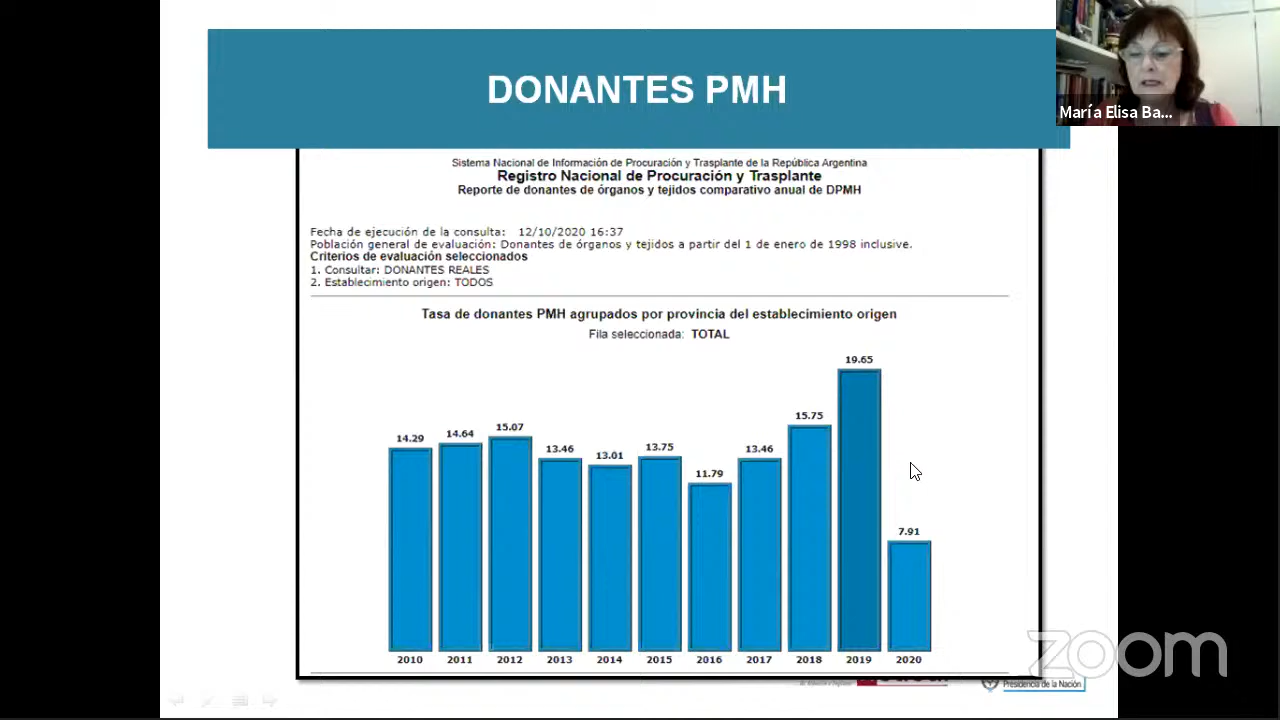 DONANTES PMH
María Elisa Ba...
Sistema Nacional de Información de Procuración y Trasplante de la República Argentina
Registro Nacional de Procuración y Trasplante
Reporte de donantes de órganos y tejidos comparativo anual de DPMH
Fecha de ejecución de la consulta: 12/10/2020 16:37
Población general de evaluación: Donantes de órganos y tejidos a partir del 1 de enero de 1998 inclusive.
Criterios de evaluación seleccionados
1. Consultar: DONANTES REALES
2. Establecimiento origen: TODOS
Tasa de donantes PMH agrupados por provincia del establecimiento origen
Fila seleccionada: TOTAL
14.29 14.64 15.07 13.46 13.01 13.75 11.79 13.46 15.75 19.65 7.91
2010 2011 2012 2013 2014 2015 2016 2017 2018 2019 2020
zoom
Presidencia de la Nación